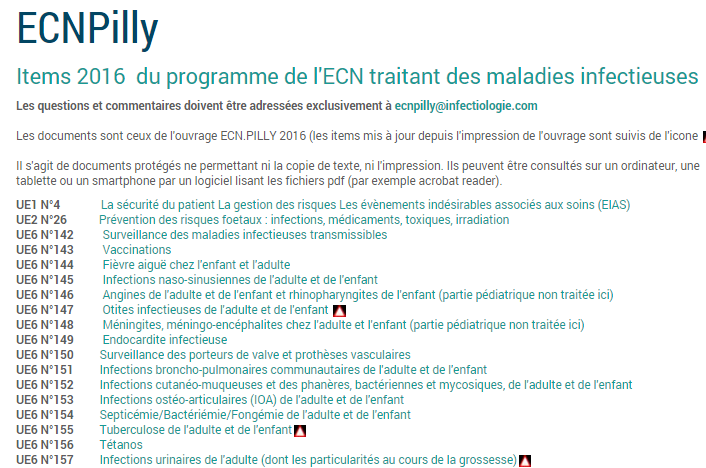 ECNPilly
Items 2016 du programme de l'ECN traitant des maladies infectieuses
Les questions et commentaires doivent être adressées exclusivement à ecnpilly@infectiologie.com
Les documents sont ceux de l'ouvrage ECN.PILLY 2016 (les items mis à jour depuis l'impression de l'ouvrage sont suivis de l'icone
Il s'agit de documents protégés ne permettant ni la copie de texte, ni l'impression. Ils peuvent être consultés sur un ordinateur, une
tablette ou un smartphone par un logiciel lisant les fichiers pdf (par exemple acrobat reader).
UE1 N°4 La sécurité du patient La gestion des risques Les évènements indésirables associés aux soins (EIAS)
UE2 N°26 Prévention des risques foetaux : infections, médicaments, toxiques, irradiation
UE6 N°142 Surveillance des maladies infectieuses transmissibles
UE6 N°143 Vaccinations
UE6 N°144 Fièvre aiguë chez l'enfant et l'adulte
UE6 N°145 Infections naso-sinusiennes de l'adulte et de l'enfant
UE6 N°146 Angines de l'adulte et de l'enfant et rhinopharyngites de l'enfant (partie pédiatrique non traitée ici)
UE6 N°147 Otites infectieuses de l'adulte et de l'enfant
UE6 N°148 Méningites, méningo-encéphalites chez l'adulte et l'enfant (partie pédiatrique non traitée ici)
UE6 N°149 Endocardite infectieuse
UE6 N°150 Surveillance des porteurs de valve et prothèses vasculaires
UE6 N°151 Infections broncho-pulmonaires communautaires de l'adulte et de l'enfant
UE6 N°152 Infections cutanéo-muqueuses et des phanères, bactériennes et mycosiques, de l'adulte et de l'enfant
UE6 N°153 Infections ostéo-articulaires (IOA) de l'adulte et de l'enfant
UE6 N°154 Septicémie/Bactériémie/Fongémie de l'adulte et de l'enfant
UE6 N°155 Tuberculose de l'adulte et de l'enfant
UE6 N°156 Tétanos
UE6 N°157 Infections urinaires de l'adulte (dont les particularités au cours de la grossesse)